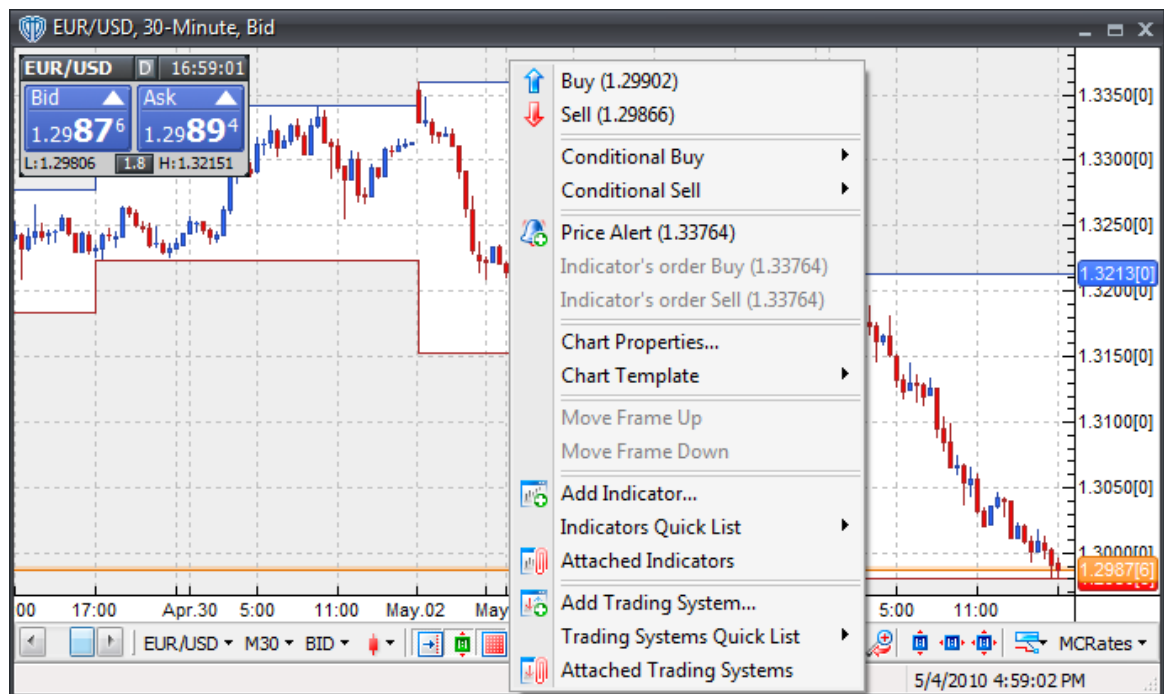 EUR/USD, 30-Minute, Bid
EUR/USD D 16:59:01
Bid Ask
1.29876 1.29894
L:1.29806 1.8 H:1.32151
Buy (1.29902)
Sell (1.29866)
Conditional Buy
Conditional Sell
Price Alert (1.33764)
Indicator's order Buy (1.33764)
Indicator's order Sell (1.33764)
Chart Properties...
Chart Template
Move Frame Up
Move Frame Down
Add Indicator...
Indicators Quick List
Attached Indicators
Add Trading System...
Trading Systems Quick List
Attached Trading Systems
1.3350[0]
1.3300[0]
1.3250[0]
1.3213[0]
1.3200[0]
1.3150[0]
1.3100[0]
1.3050[0]
1.3000[0]
1.2987[6]
00 17:00 Apr.30 5:00 11:00 May.02 May 5:00 11:00
EUR/USD M30 BID MCRates
5/4/2010 4:59:02 PM